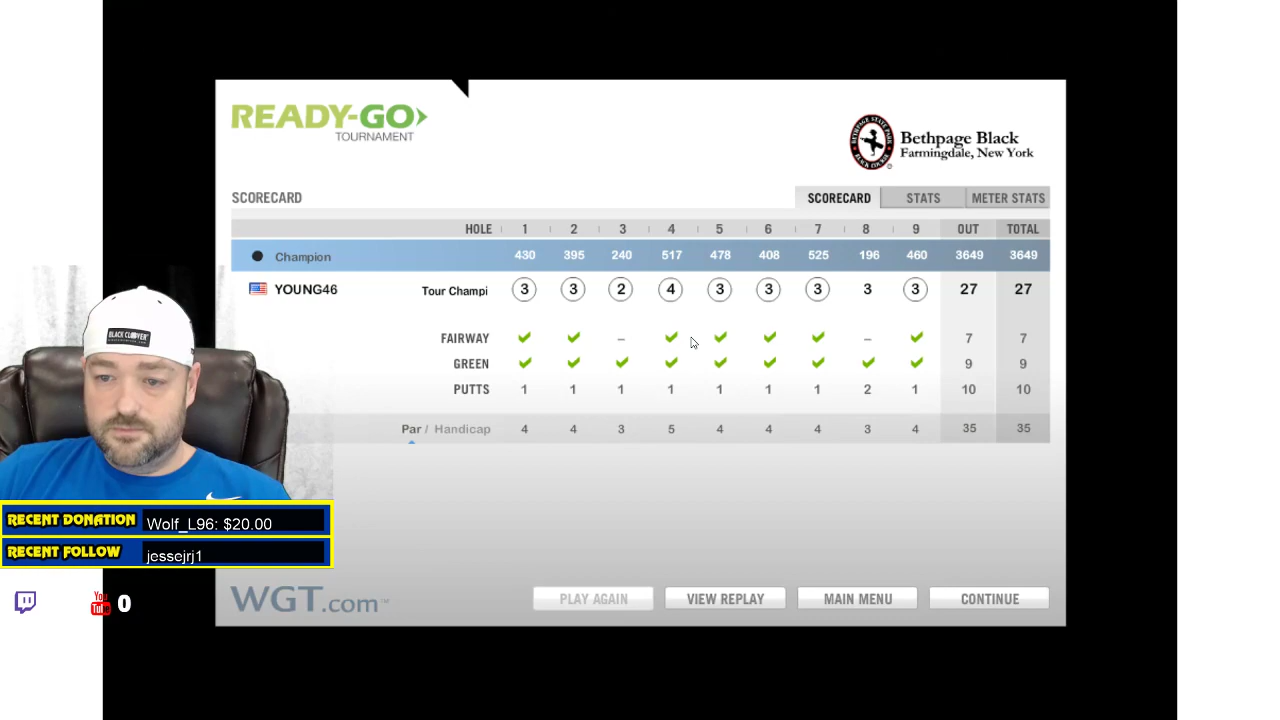 READY-GO
TOURNAMENT
Bethpage Black
Farmingdale, New York
SCORECARD
SCORECARD STATS METER STATS
HOLE 1 2 3 4 5 6 7 8 9 OUT TOTAL
Champion 430 395 240 517 478 408 525 196 460 3649 3649
YOUNG46 Tour Champi 3 3 2 4 3 3 3 3 3 27 27
FAIRWAY – – 7 7
GREEN 9 9
PUTTS 1 1 1 1 1 1 1 2 1 10 10
Par / Handicap 4 4 3 5 4 4 4 3 4 35 35
BLACK CLOVER
RECENT DONATION Wolf_L96: $20.00
RECENT FOLLOW jessejrj1
You Tube 0
WGT.com™
PLAY AGAIN VIEW REPLAY MAIN MENU CONTINUE